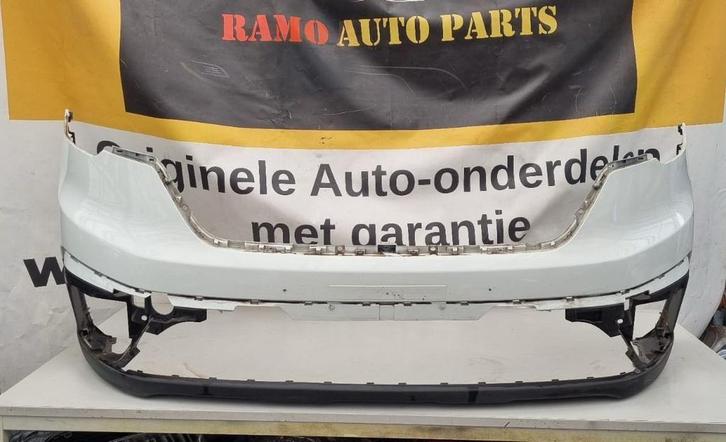 RAMO AUTO PARTS
Originele Auto-onderdelen
met garantie
w